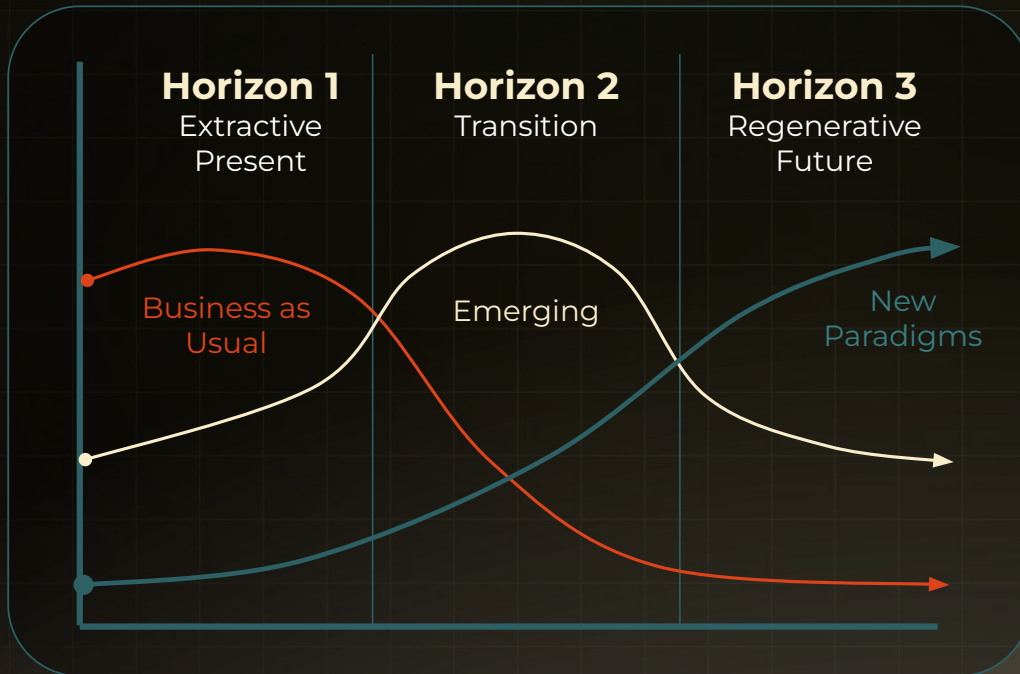 Horizon 1
Extractive
Present
Horizon 2
Transition
Horizon 3
Regenerative
Future
Business as
Usual
Emerging
New
Paradigms